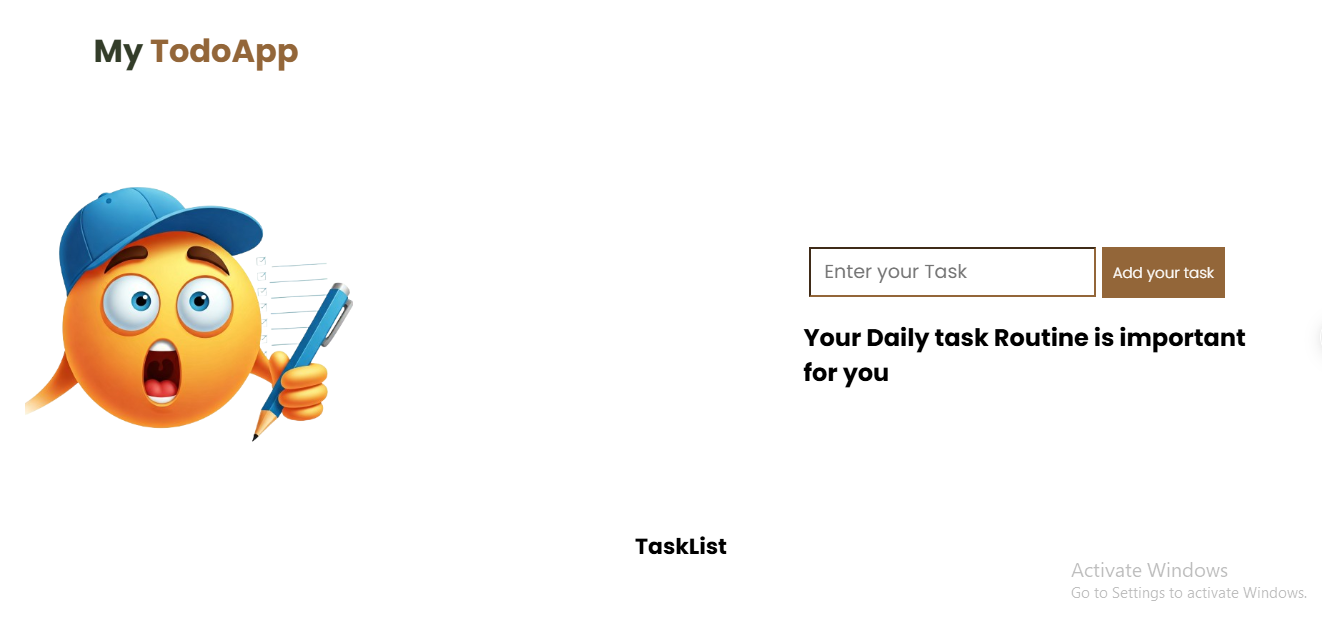 My TodoApp
Enter your Task
Add your task
Your Daily task Routine is important
for you
TaskList
Activate Windows
Go to Settings to activate Windows.